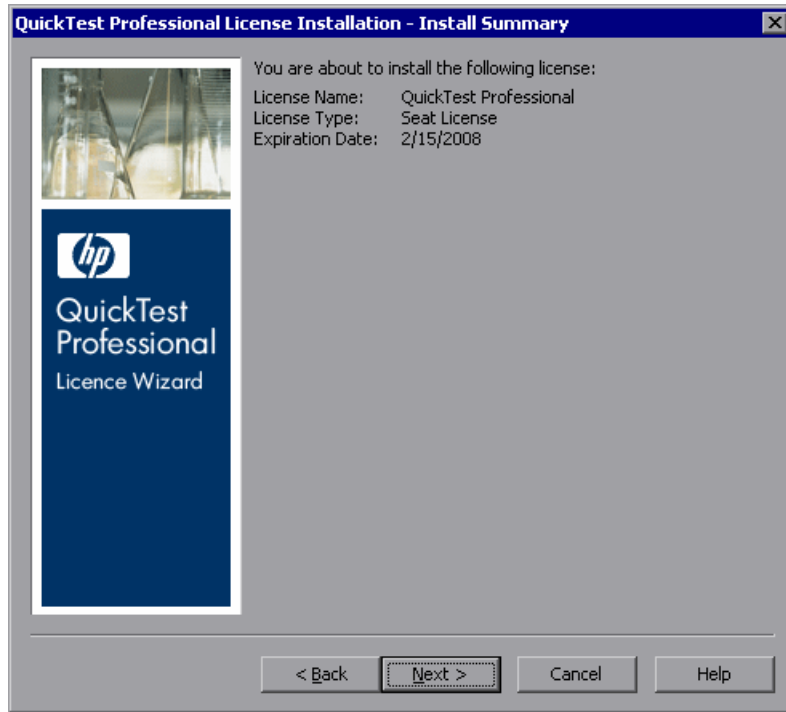 QuickTest Professional License Installation - Install Summary
You are about to install the following license:
License Name: QuickTest Professional
License Type: Seat License
Expiration Date: 2/15/2008
hp
QuickTest
Professional
Licence Wizard
< Back
Next >
Cancel
Help